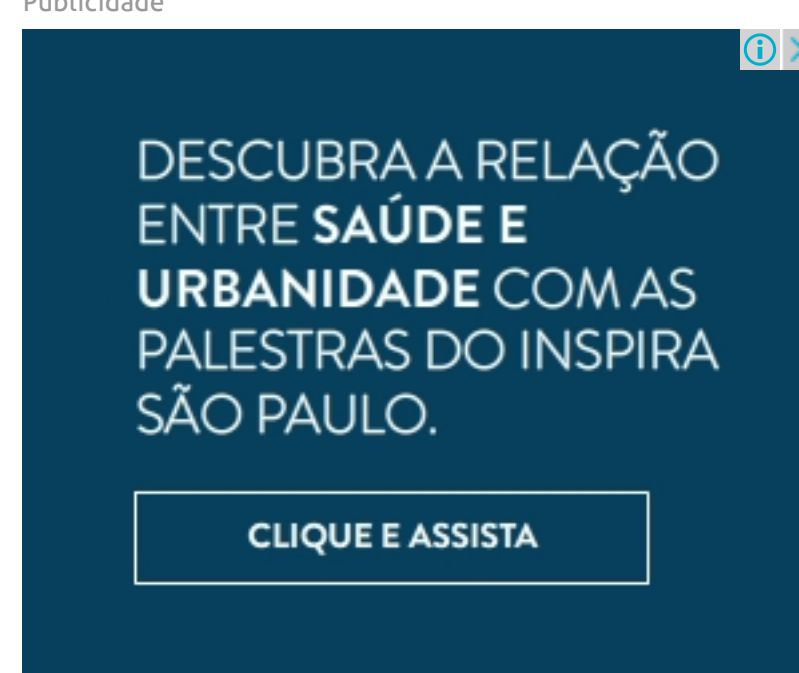 Publicidade
DESCUBRA A RELAÇÃO
ENTRE SAÚDE E
URBANIDADE COM AS
PALESTRAS DO INSPIRA
SÃO PAULO.
CLIQUE E ASSISTA